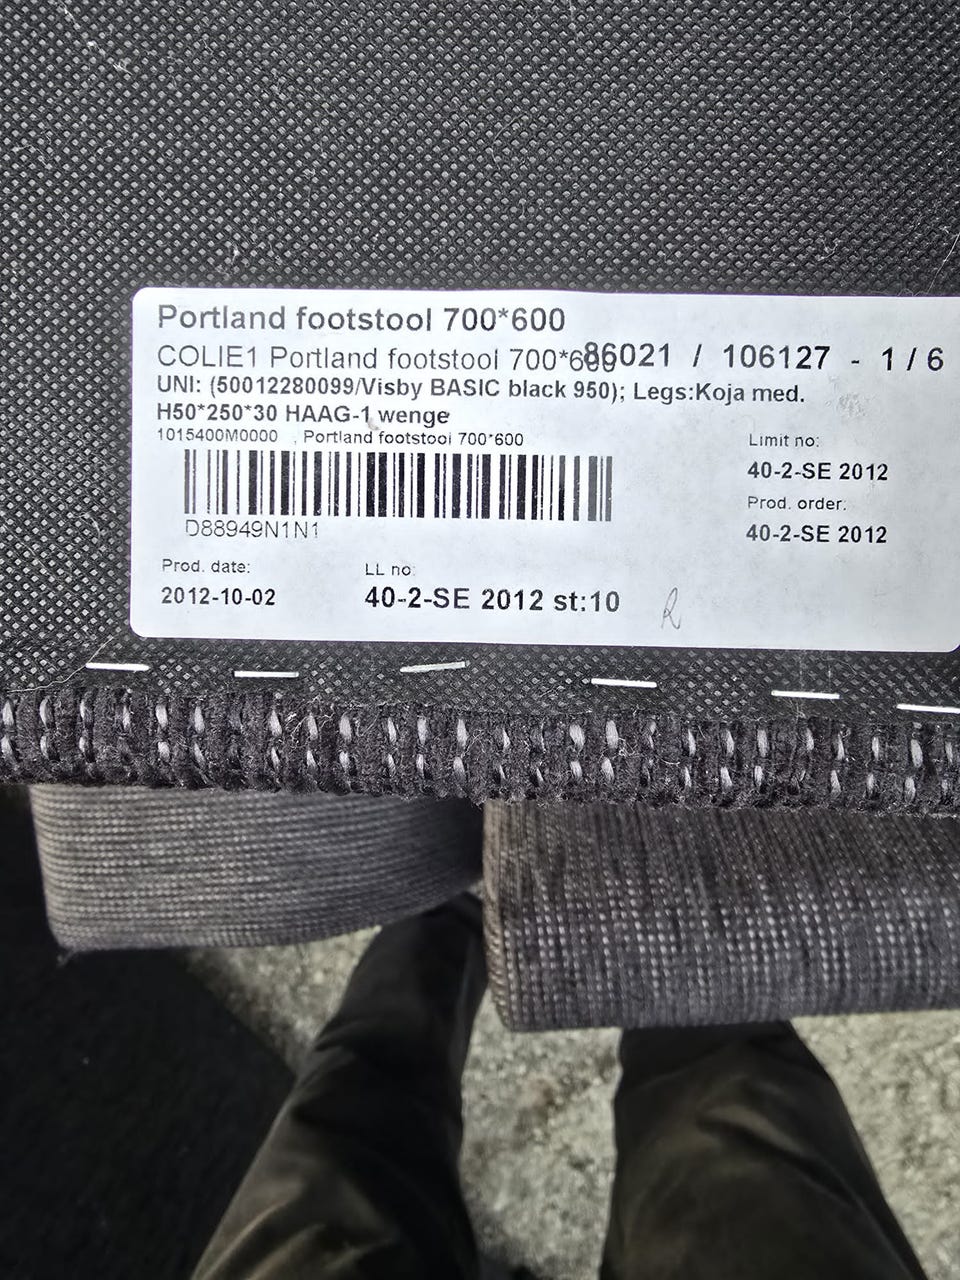 Portland footstool 700*600
COLIE1 Portland footstool 700*600 86021 / 106127 - 1 / 6
UNI: (50012280099/Visby BASIC black 950); Legs:Koja med.
H50*250*30 HAAG-1 wenge
1015400M0000 , Portland footstool 700*600
Limit no:
40-2-SE 2012
Prod. order:
40-2-SE 2012
D88949N1N1
Prod. date:
2012-10-02
LL no:
40-2-SE 2012 st:10